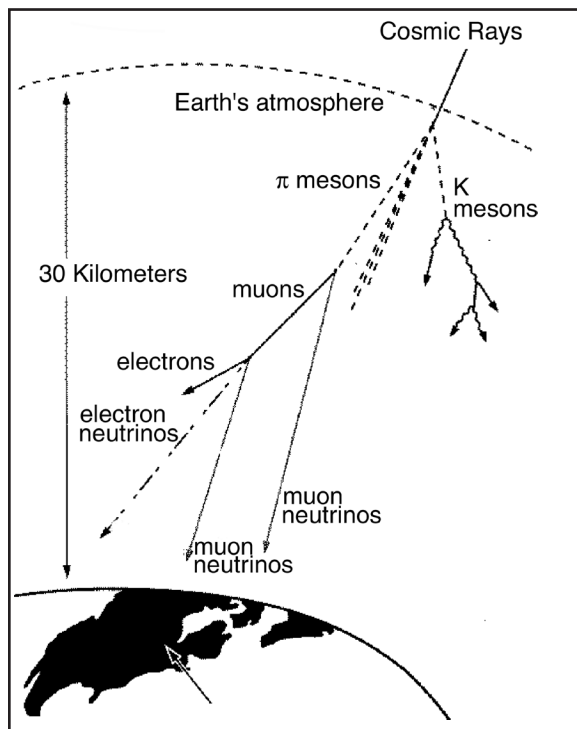 Cosmic Rays
Earth's atmosphere
π mesons
K
mesons
30 Kilometers
muons
electrons
electron
neutrinos
muon
neutrinos
muon
neutrinos